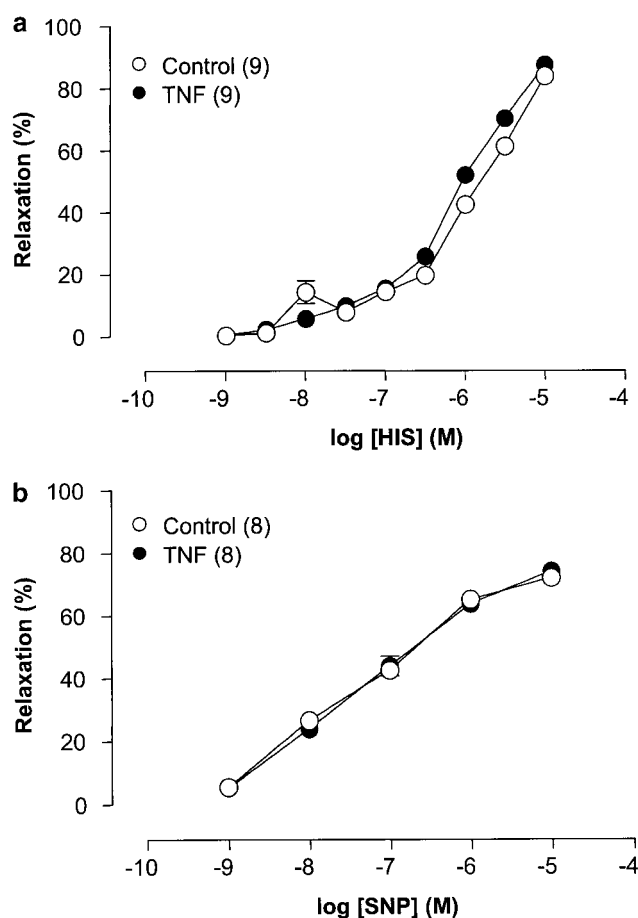 a
100
80
60
40
20
0
Relaxation (%)
Control (9)
TNF (9)
-10 -9 -8 -7 -6 -5 -4
log [HIS] (M)
b
100
80
60
40
20
0
Relaxation (%)
Control (8)
TNF (8)
-10 -9 -8 -7 -6 -5 -4
log [SNP] (M)